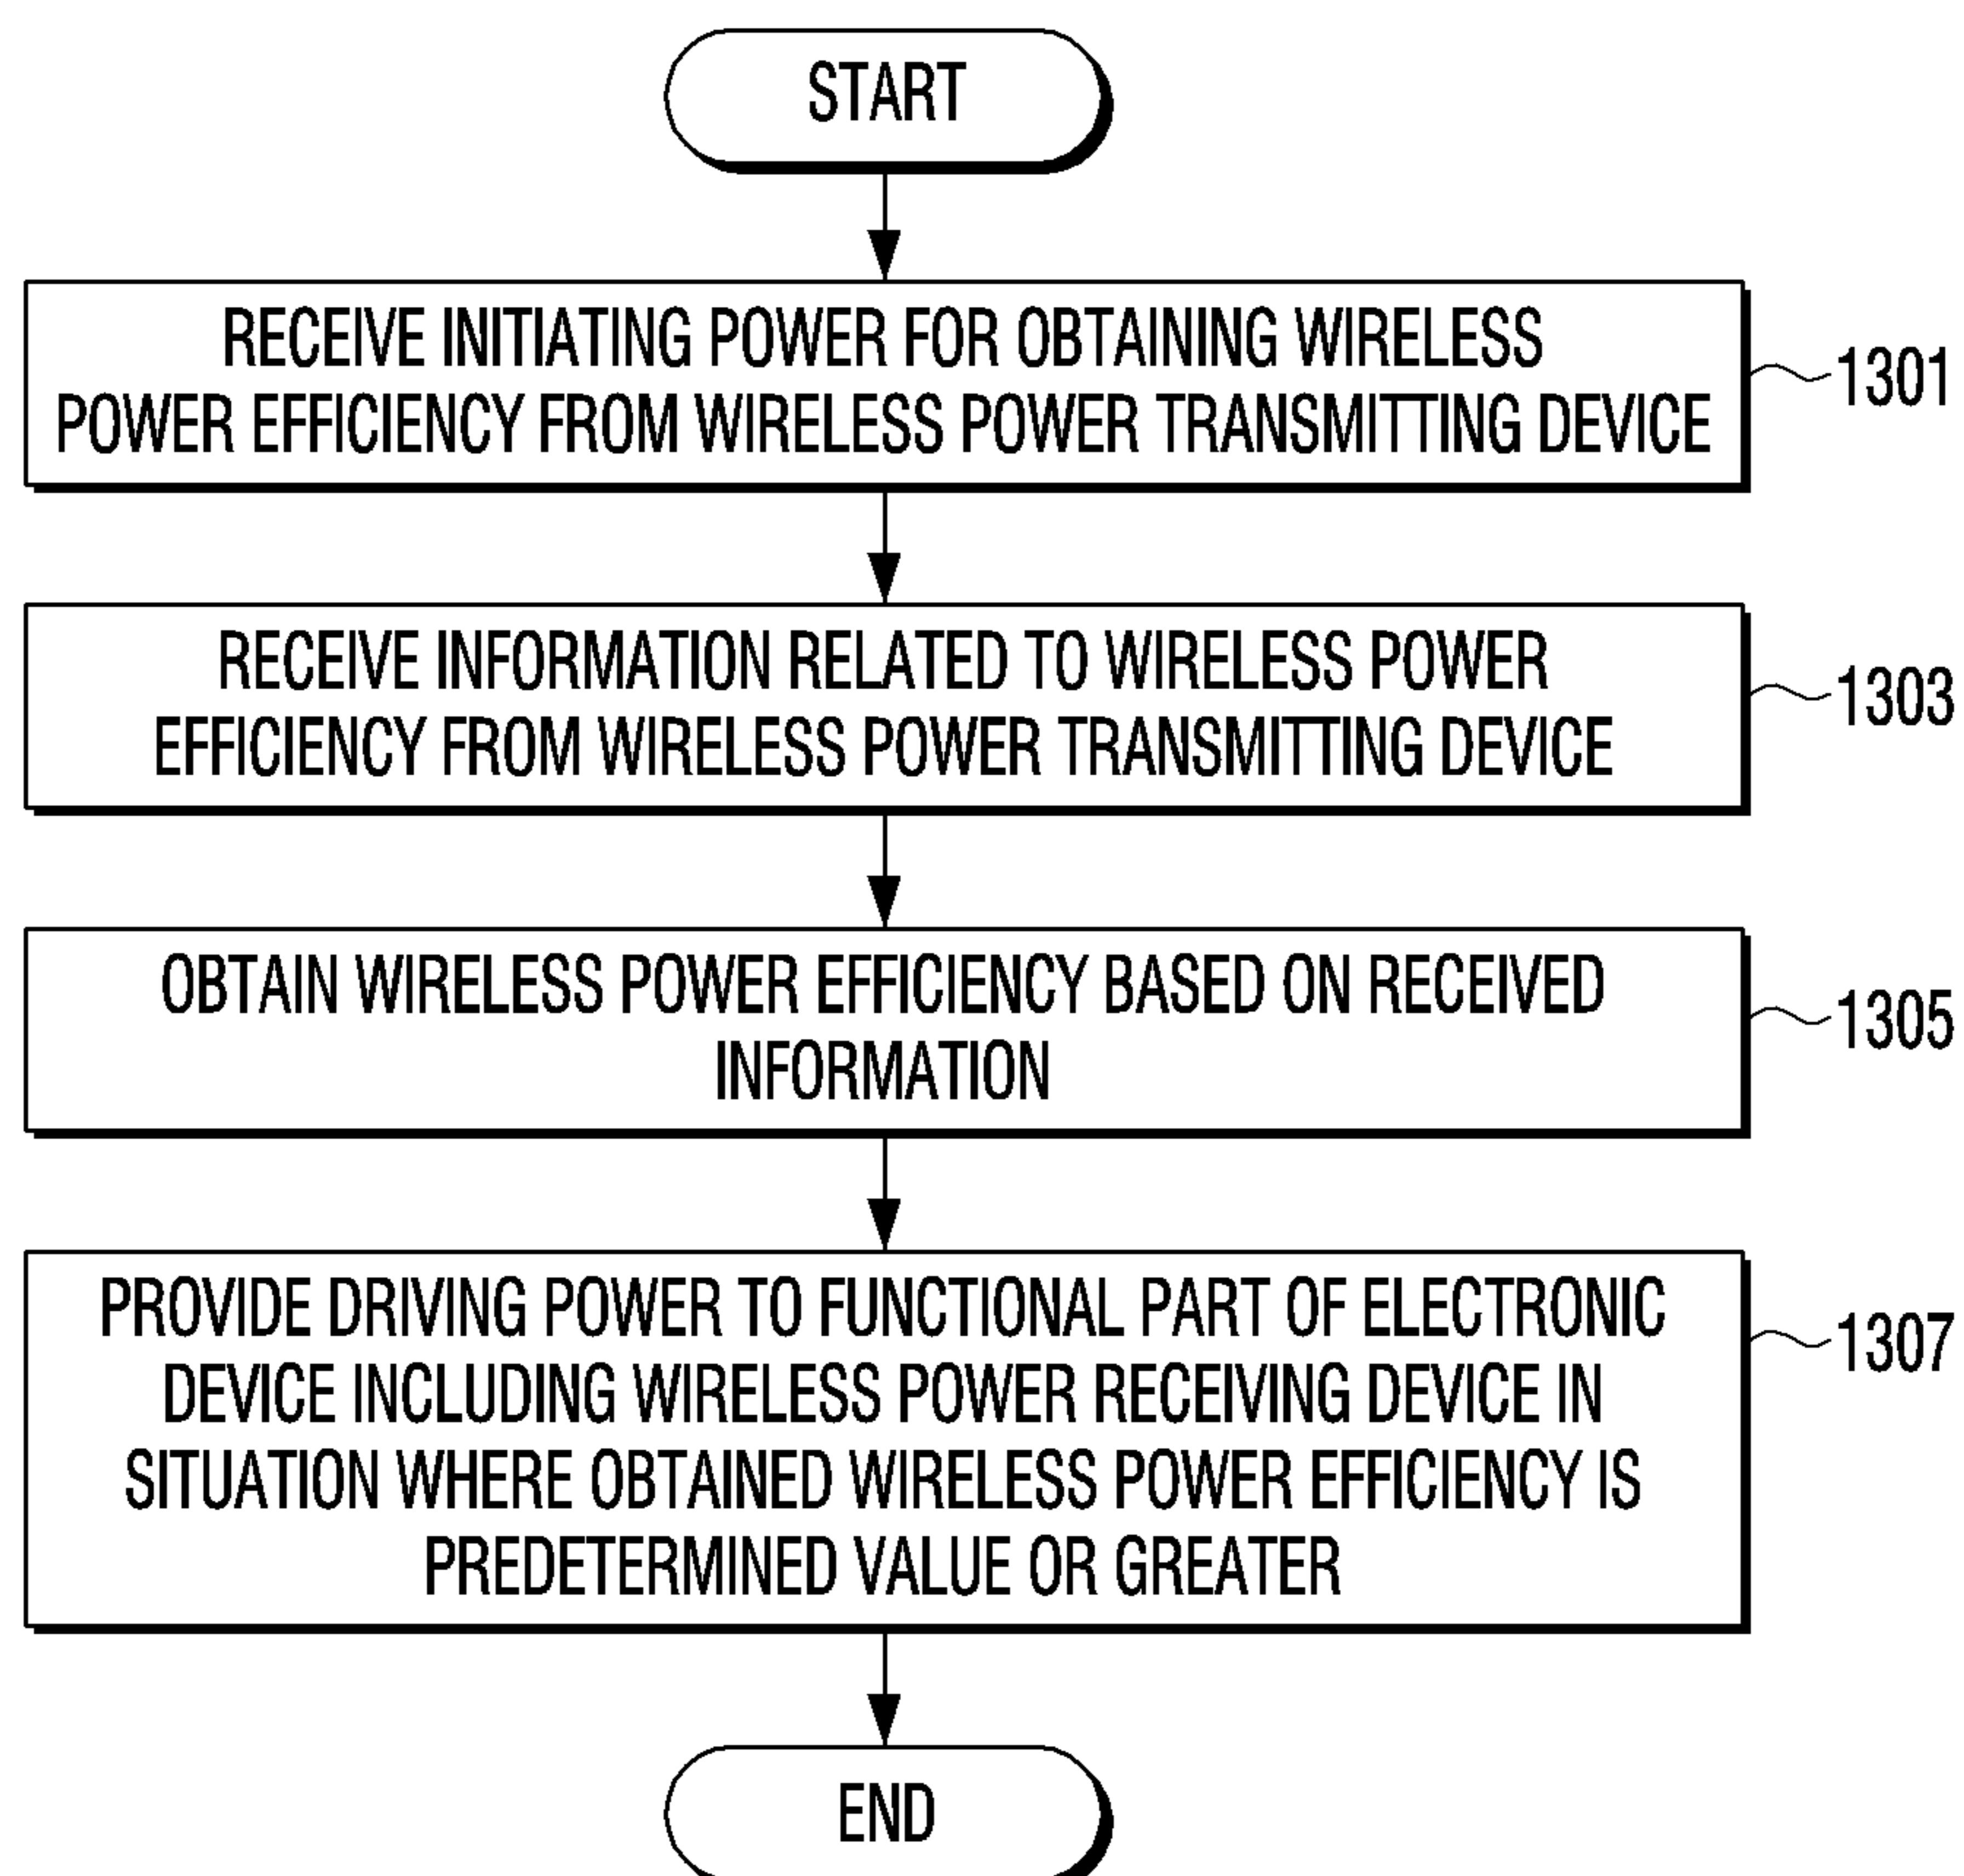 START
RECEIVE INITIATING POWER FOR OBTAINING WIRELESS
POWER EFFICIENCY FROM WIRELESS POWER TRANSMITTING DEVICE
1301
RECEIVE INFORMATION RELATED TO WIRELESS POWER
EFFICIENCY FROM WIRELESS POWER TRANSMITTING DEVICE
1303
OBTAIN WIRELESS POWER EFFICIENCY BASED ON RECEIVED
INFORMATION
1305
PROVIDE DRIVING POWER TO FUNCTIONAL PART OF ELECTRONIC
DEVICE INCLUDING WIRELESS POWER RECEIVING DEVICE IN
SITUATION WHERE OBTAINED WIRELESS POWER EFFICIENCY IS
PREDETERMINED VALUE OR GREATER
1307
END